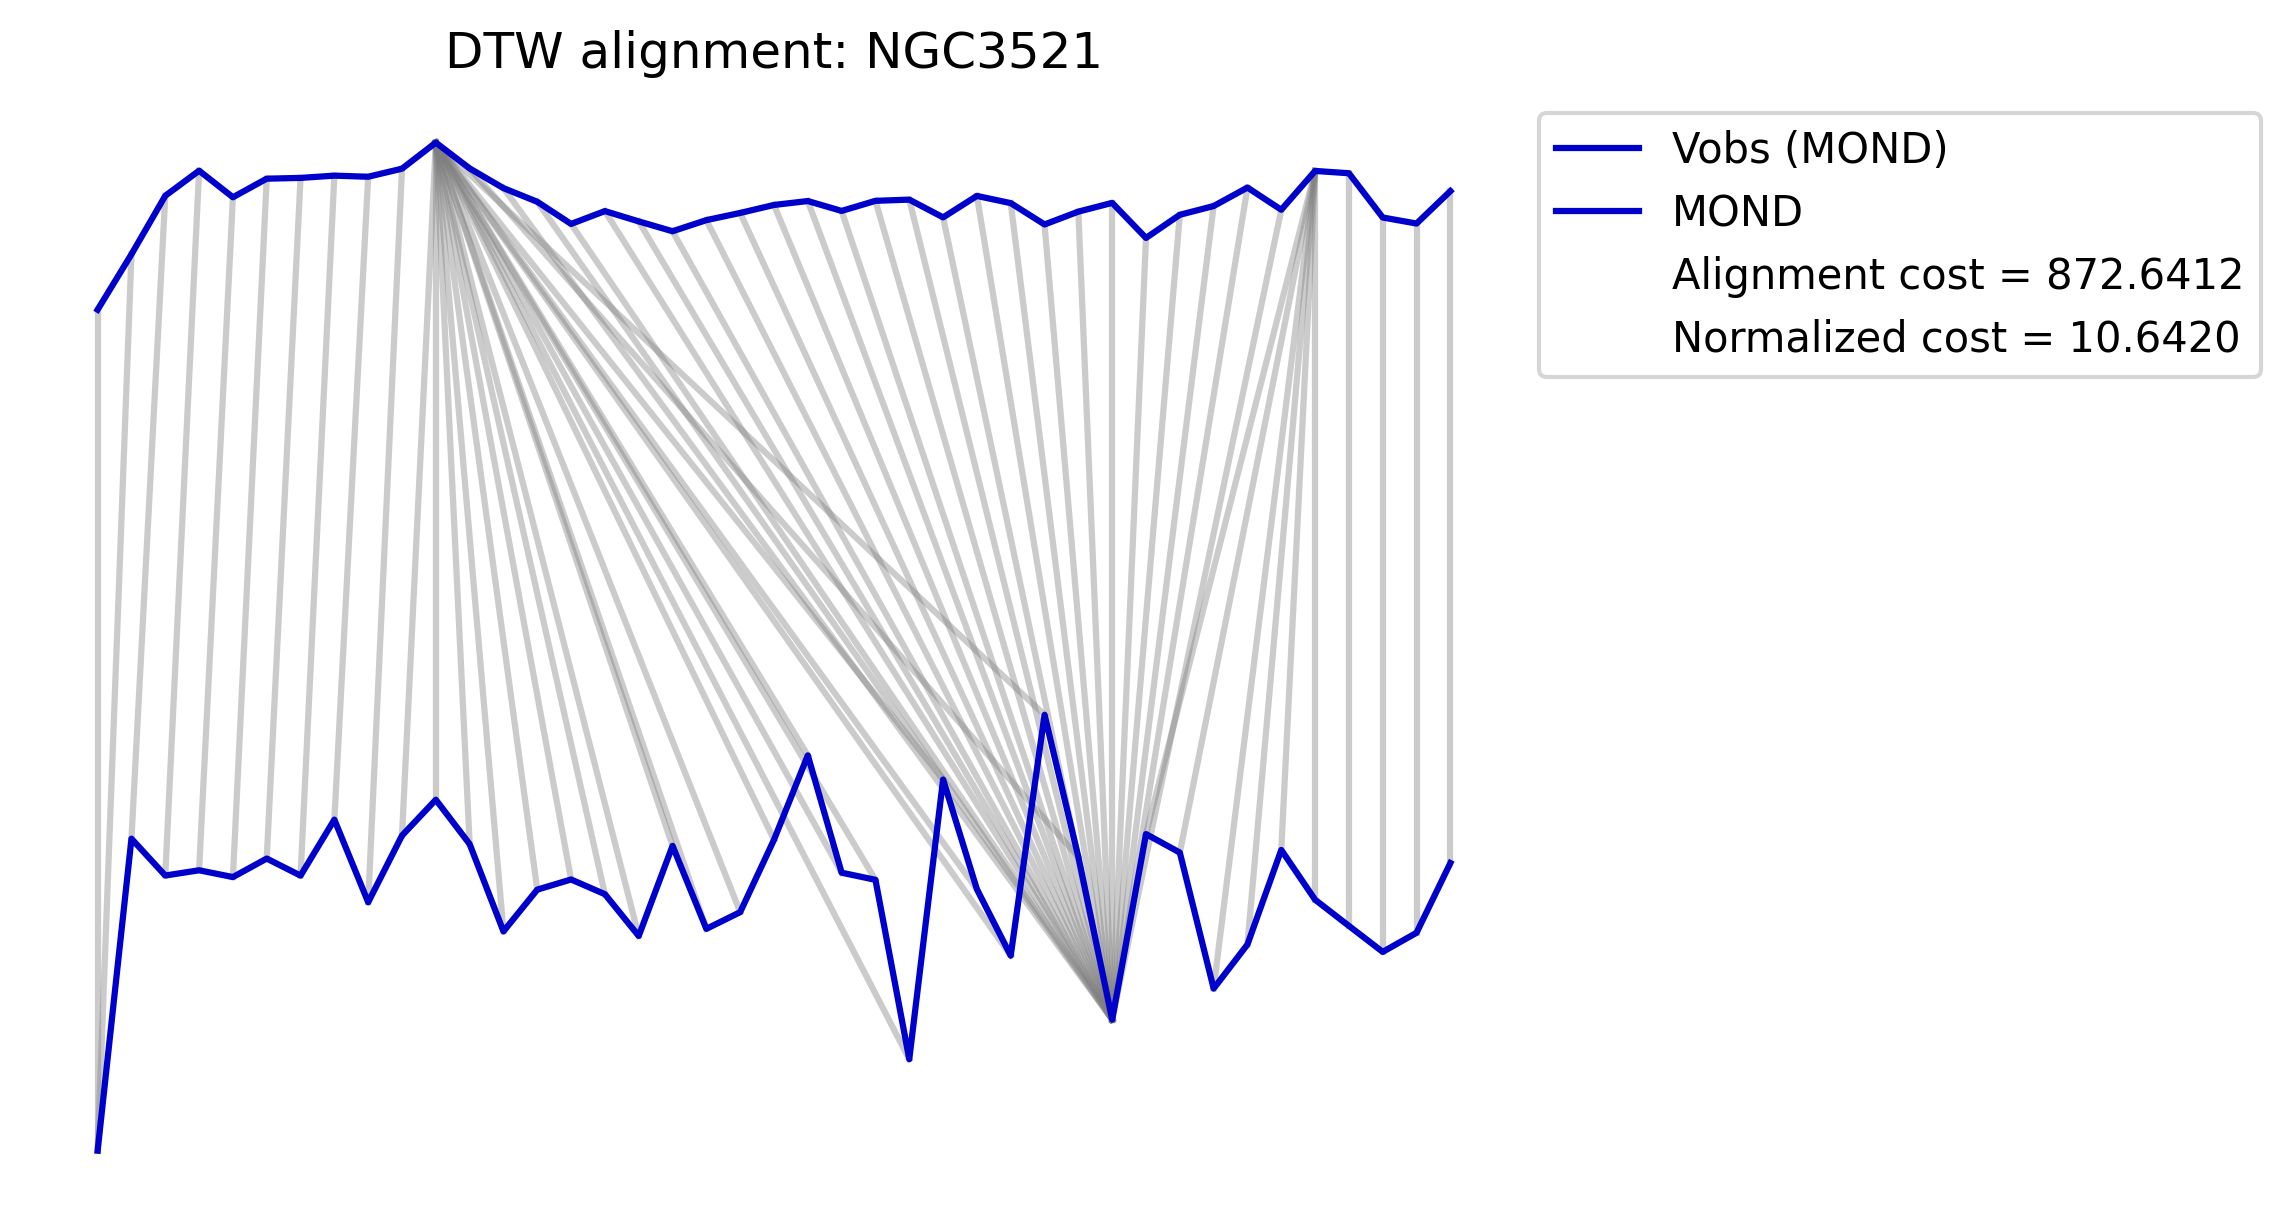 DTW alignment: NGC3521
Vobs (MOND)
MOND
Alignment cost = 872.6412
Normalized cost = 10.6420